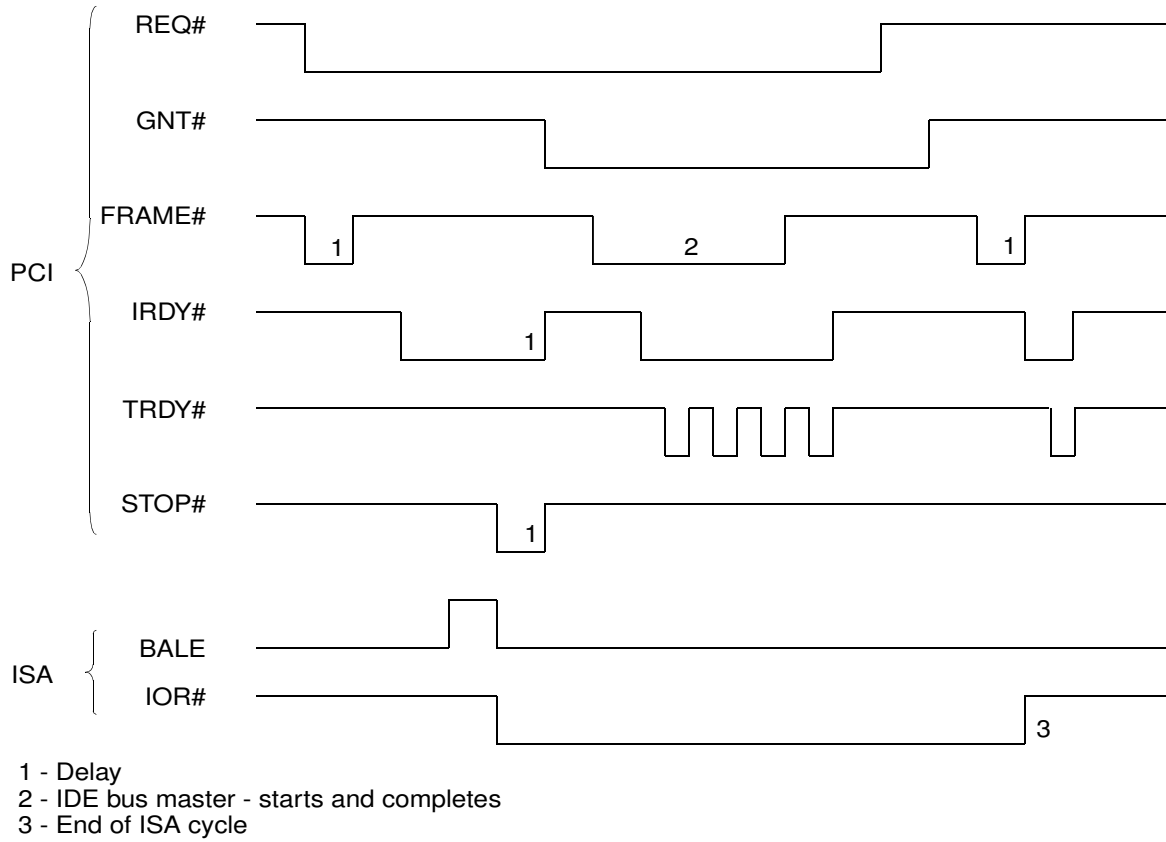 REQ#
GNT#
FRAME#
1
2
1
PCI
IRDY#
1
TRDY#
STOP#
1
BALE
ISA
IOR#
3
1 - Delay
2 - IDE bus master - starts and completes
3 - End of ISA cycle